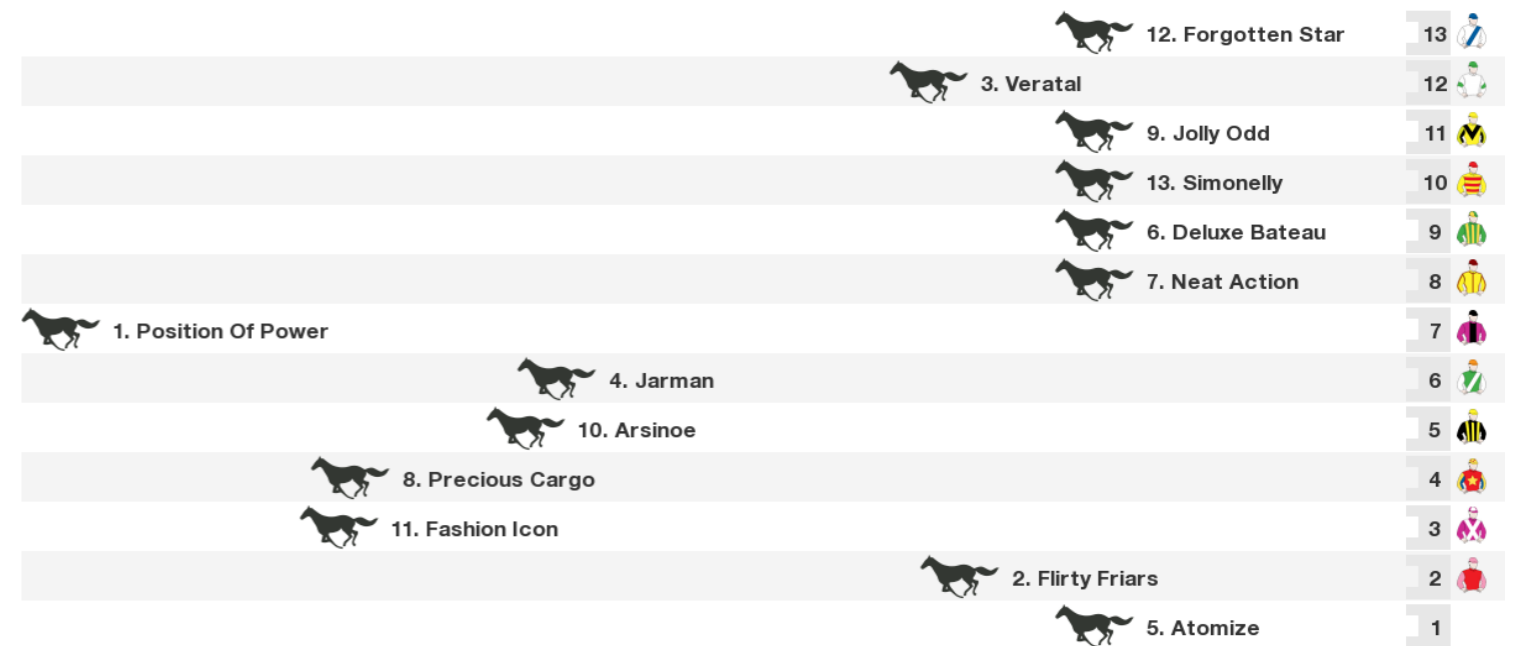 12. Forgotten Star 13
3. Veratal 12
9. Jolly Odd 11
13. Simonelly 10
6. Deluxe Bateau 9
7. Neat Action 8
1. Position Of Power 7
4. Jarman 6
10. Arsinoe 5
8. Precious Cargo 4
11. Fashion Icon 3
2. Flirty Friars 2
5. Atomize 1